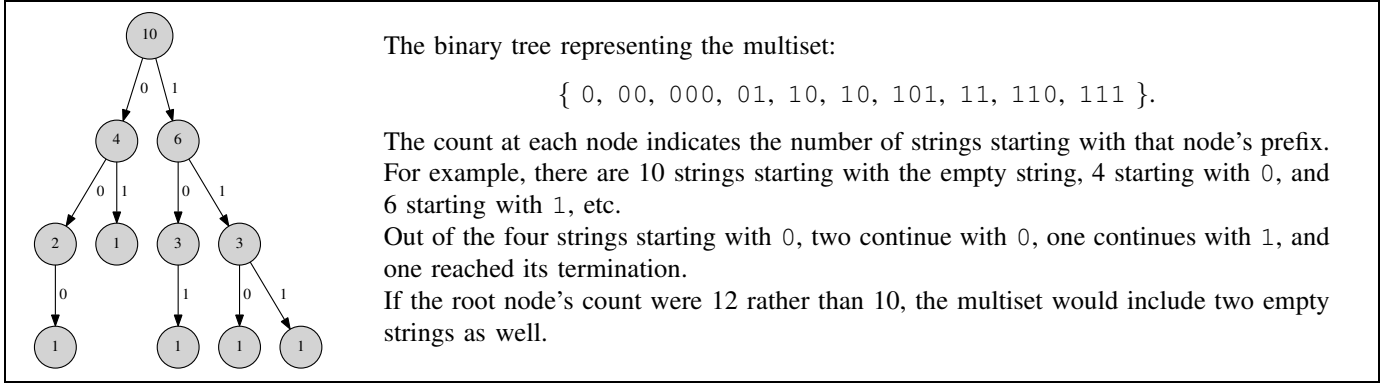 10
0 1
4 6
0 1 0 1
2 1 3 3
0 1 0 1
1 1 1 1
The binary tree representing the multiset:
{ 0, 00, 000, 01, 10, 10, 101, 11, 110, 111 }.
The count at each node indicates the number of strings starting with that node's prefix.
For example, there are 10 strings starting with the empty string, 4 starting with 0, and
6 starting with 1, etc.
Out of the four strings starting with 0, two continue with 0, one continues with 1, and
one reached its termination.
If the root node's count were 12 rather than 10, the multiset would include two empty
strings as well.